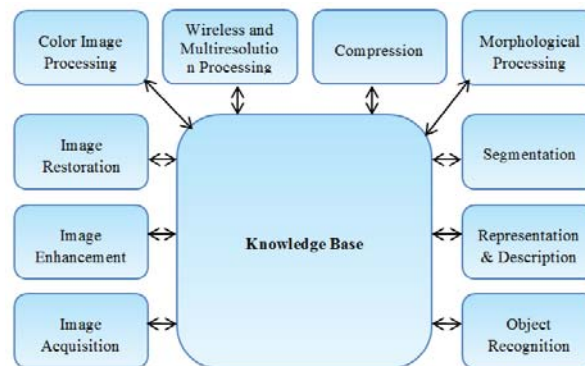 Color Image
Processing
Wireless and
Multiresolutio
n Processing
Compression
Morphological
Processing
Image
Restoration
Segmentation
Image
Enhancement
Knowledge Base
Representation
& Description
Image
Acquisition
Object
Recognition